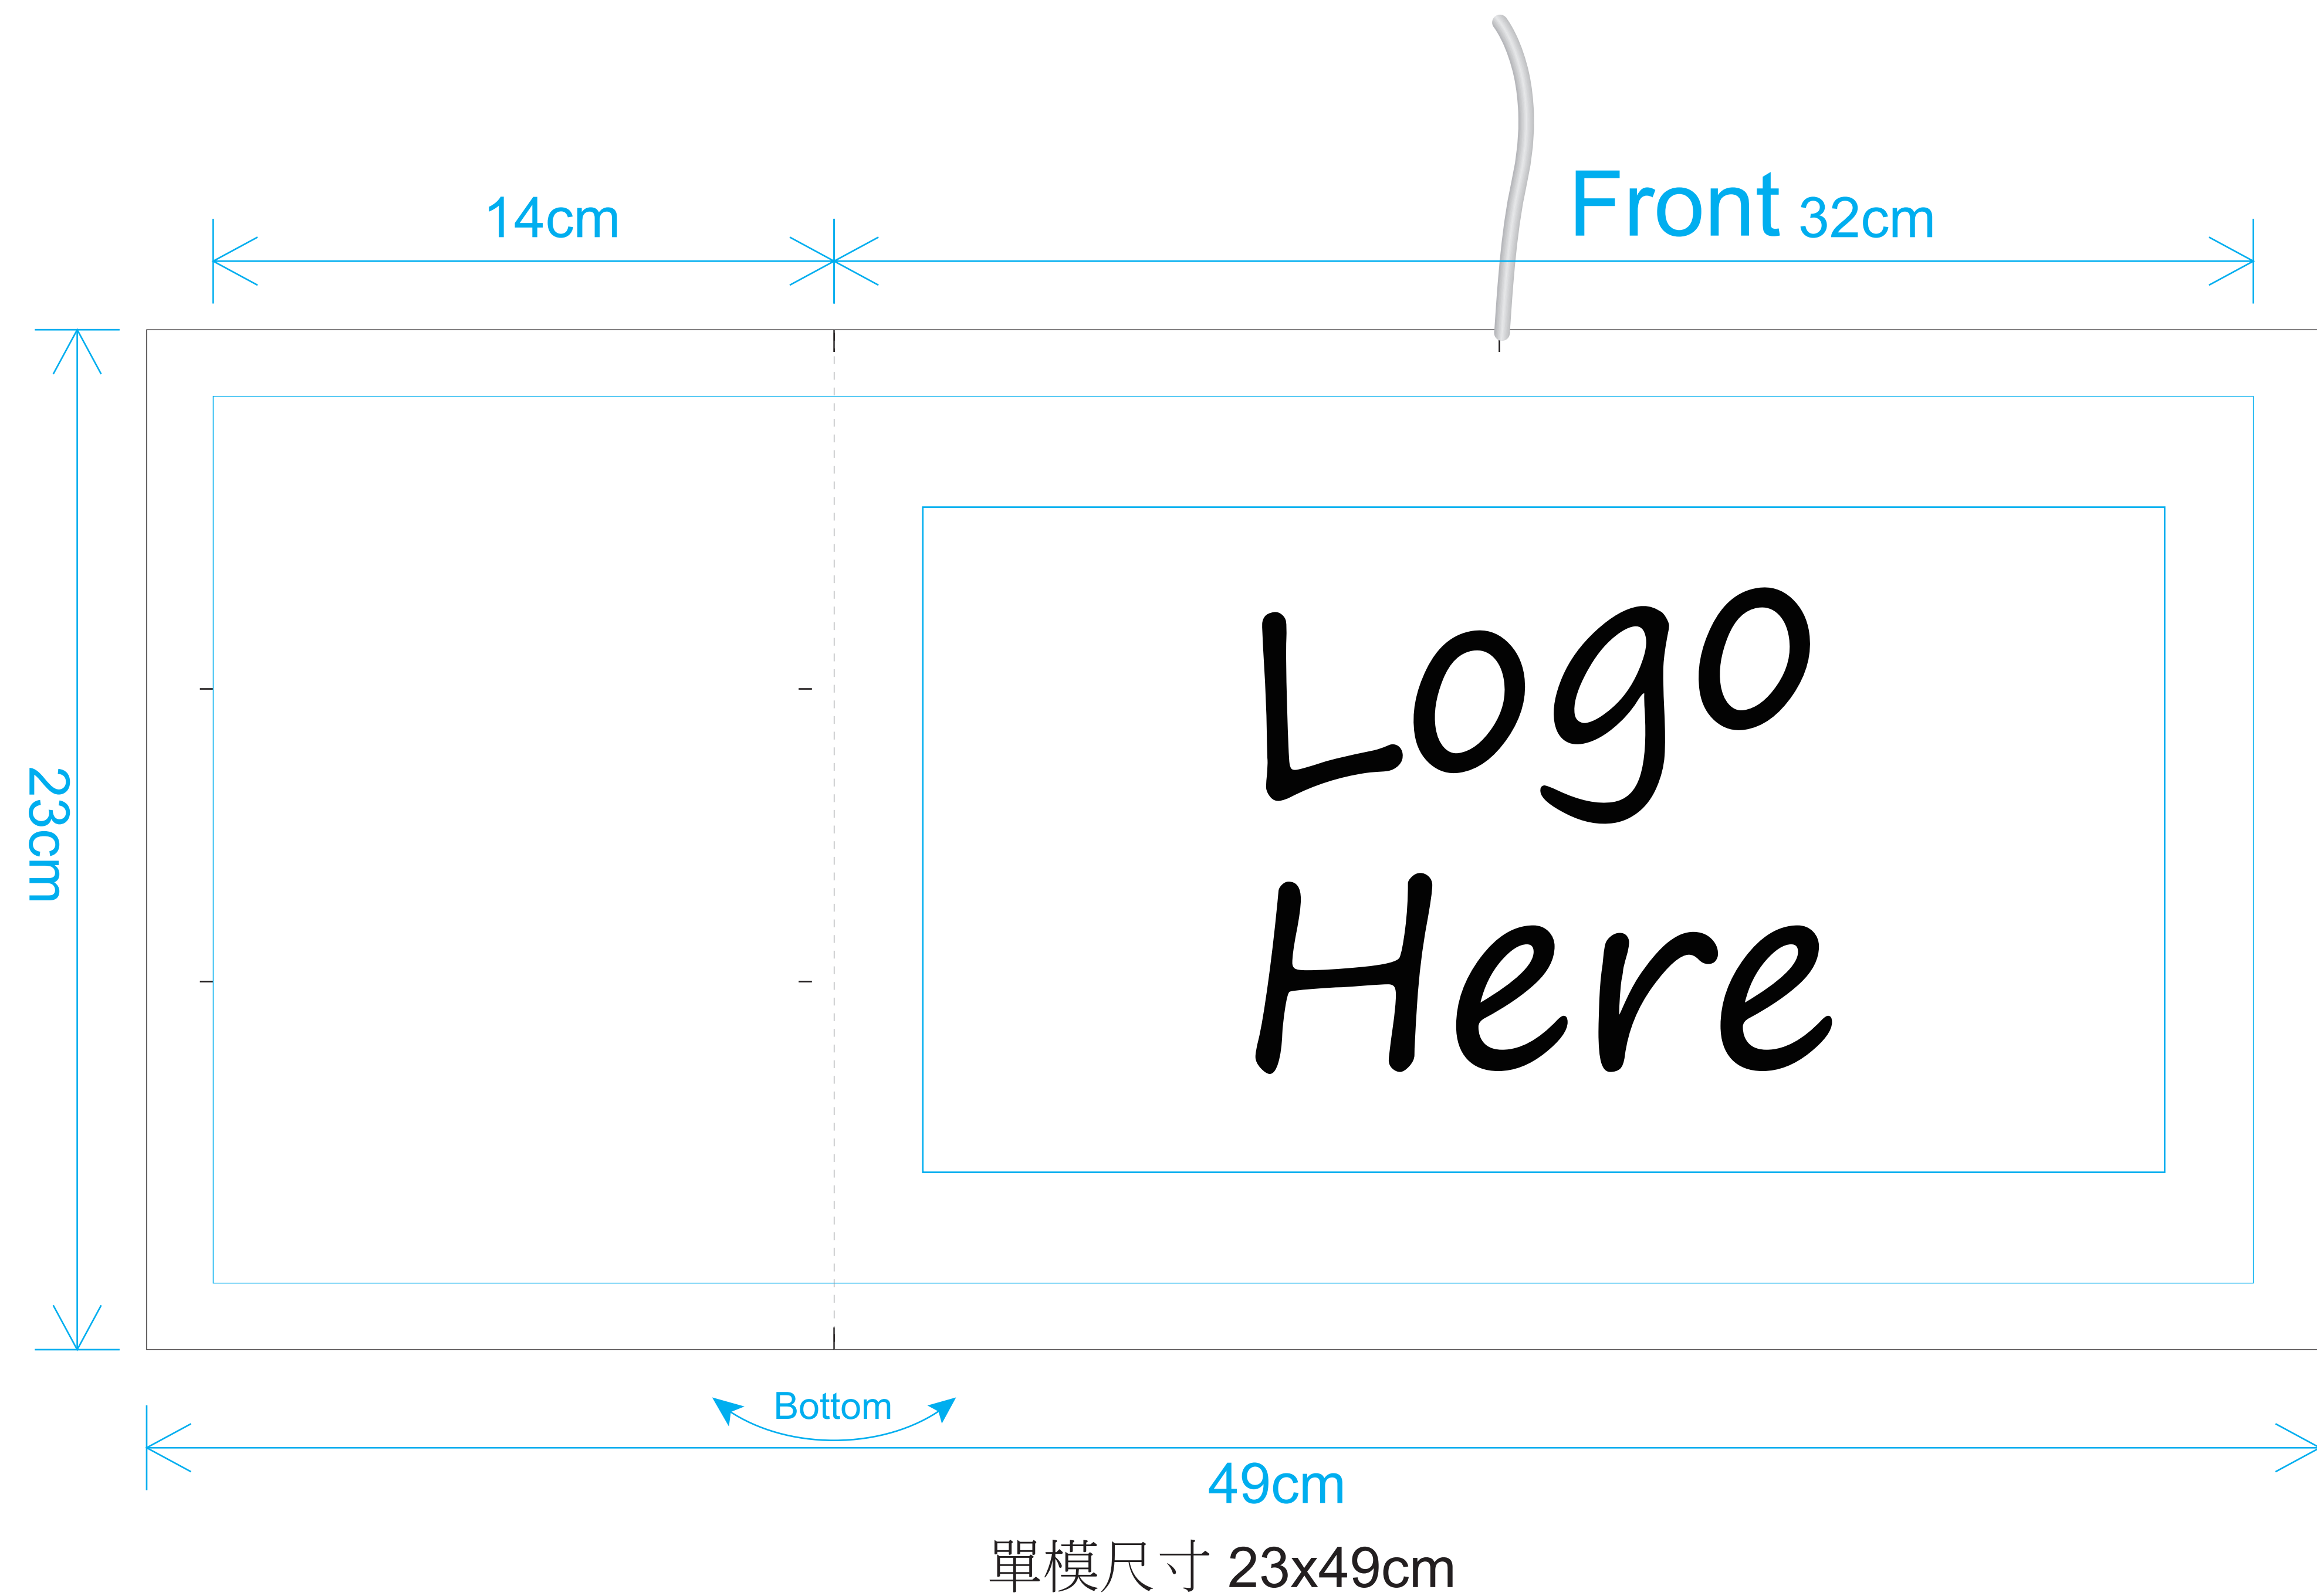 14cm
Front 32cm
23cm
Logo
Here
Bottom
49cm
單模尺寸 23x49cm